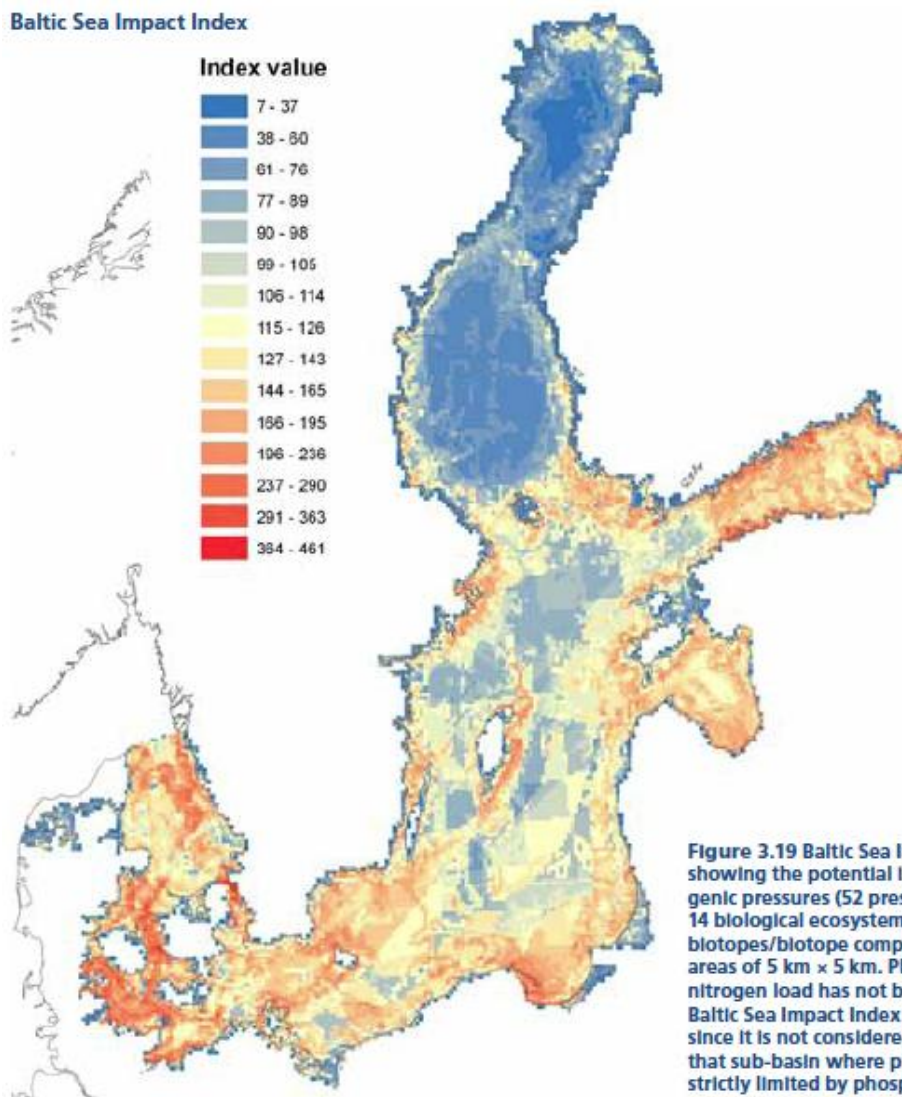 Baltic Sea Impact Index
Index value
7 - 37
38 - 60
61 - 76
77 - 89
90 - 98
99 - 105
106 - 114
115 - 126
127 - 143
144 - 165
166 - 195
196 - 236
237 - 290
291 - 363
364 - 461
Figure 3.19 Baltic Sea I
showing the potential i
genic pressures (52 pres
14 biological ecosystem
biotopes/biotope comp
areas of 5 km × 5 km. Pl
nitrogen load has not b
Baltic Sea Impact Index
since it is not considere
that sub-basin where p
strictly limited by phosp